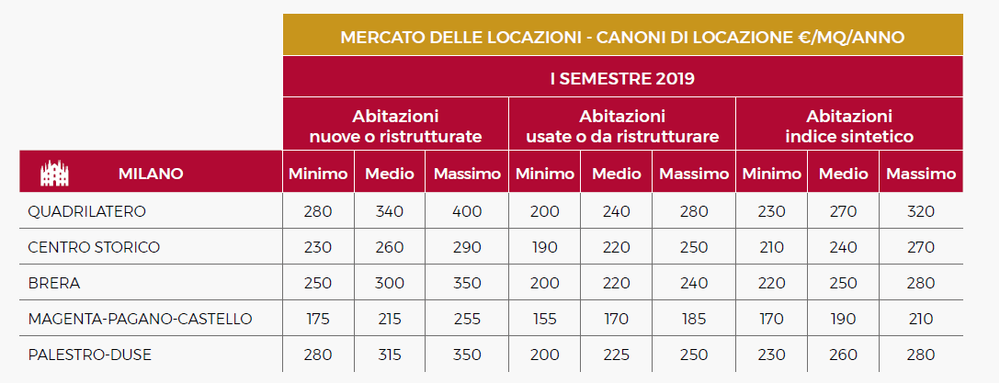 MERCATO DELLE LOCAZIONI - CANONI DI LOCAZIONE €/MQ/ANNO
I SEMESTRE 2019
Abitazioni nuove o ristrutturate Abitazioni usate o da ristrutturare Abitazioni indice sintetico
MILANO Minimo Medio Massimo Minimo Medio Massimo Minimo Medio Massimo
QUADRILATERO 280 340 400 200 240 280 230 270 320
CENTRO STORICO 230 260 290 190 220 250 210 240 270
BRERA 250 300 350 200 220 240 220 250 280
MAGENTA-PAGANO-CASTELLO 175 215 255 155 170 185 170 190 210
PALESTRO-DUSE 280 315 350 200 225 250 230 260 280